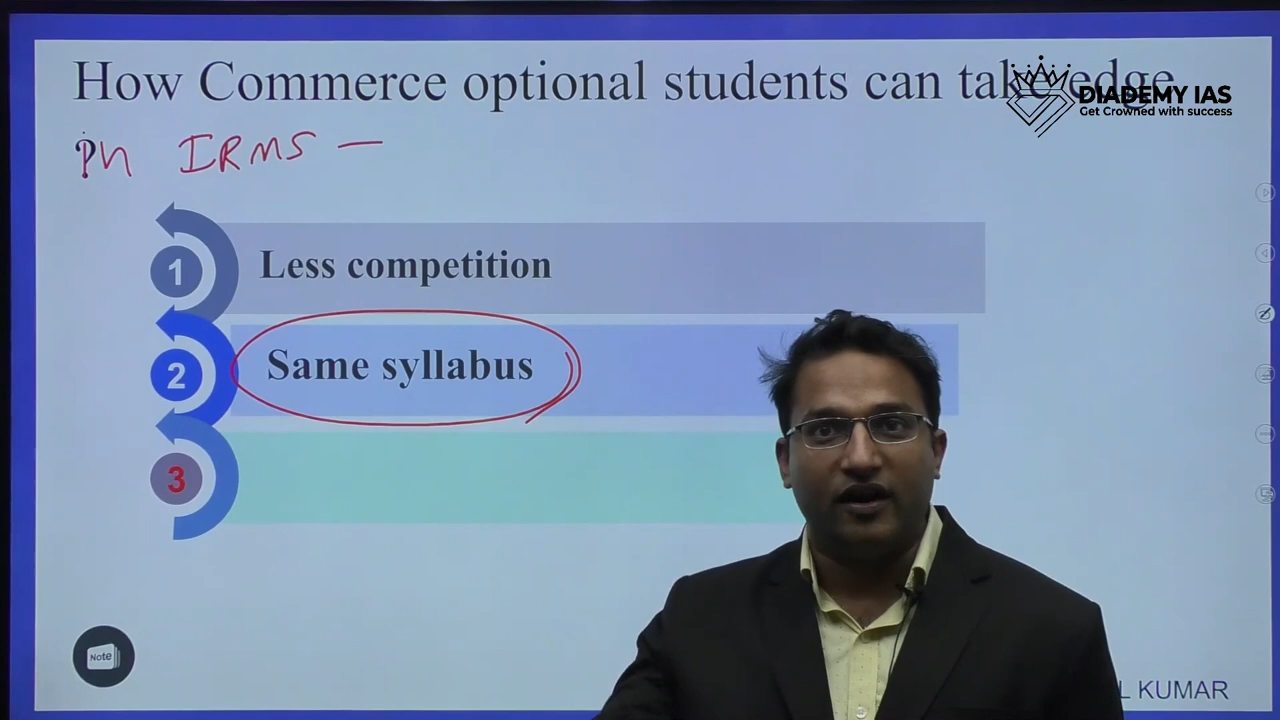 How Commerce optional students can take edge
?
in IRMS —
DIADEMY IAS
Get Crowned with success
1
Less competition
2
Same syllabus
3
Note
L KUMAR